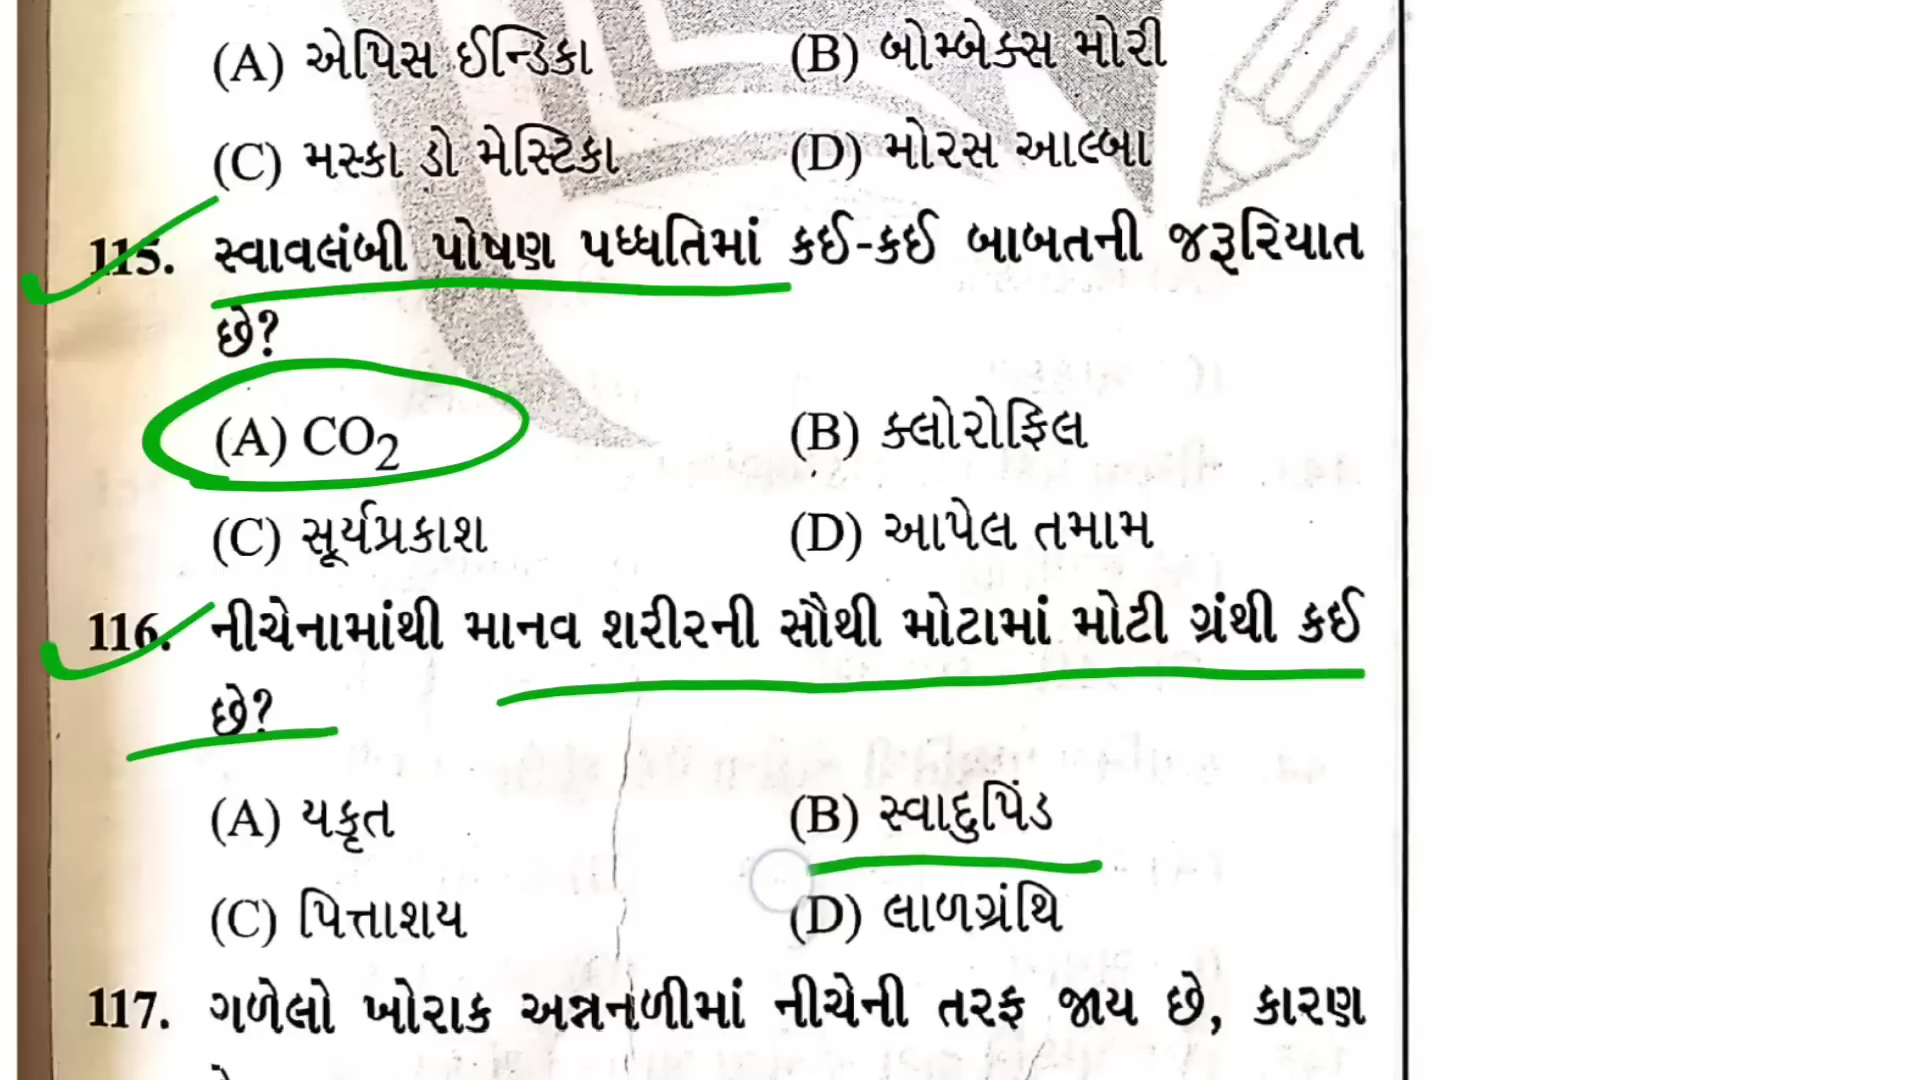 (A) એપિસ ઈન્ડિકા (B) બોમ્બેક્સ મોરી
(C) મસ્કા ડો મેસ્ટિકા (D) મોરસ આલ્બા
115. સ્વાવલંબી પોષણ પધ્ધતિમાં કઈ-કઈ બાબતની જરૂરિયાત
છે?
(A) CO₂ (B) ક્લોરોફિલ
(C) સૂર્યપ્રકાશ (D) આપેલ તમામ
116. નીચેનામાંથી માનવ શરીરની સૌથી મોટામાં મોટી ગ્રંથી કઈ
છે?
(A) યકૃત (B) સ્વાદુપિંડ
(C) પિત્તાશય (D) લાળગ્રંથિ
117. ગળેલો ખોરાક અન્નનળીમાં નીચેની તરફ જાય છે, કારણ